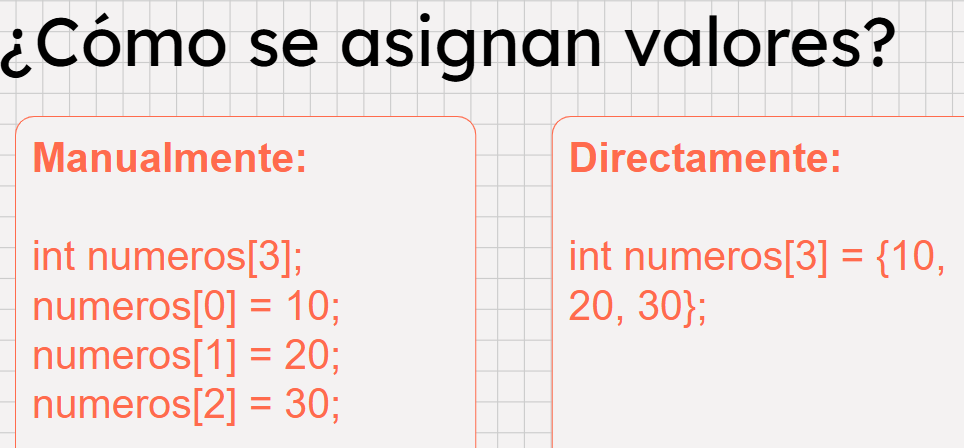 ¿Cómo se asignan valores?
Manualmente:
int numeros[3];
numeros[0] = 10;
numeros[1] = 20;
numeros[2] = 30;
Directamente:
int numeros[3] = {10,
20, 30};